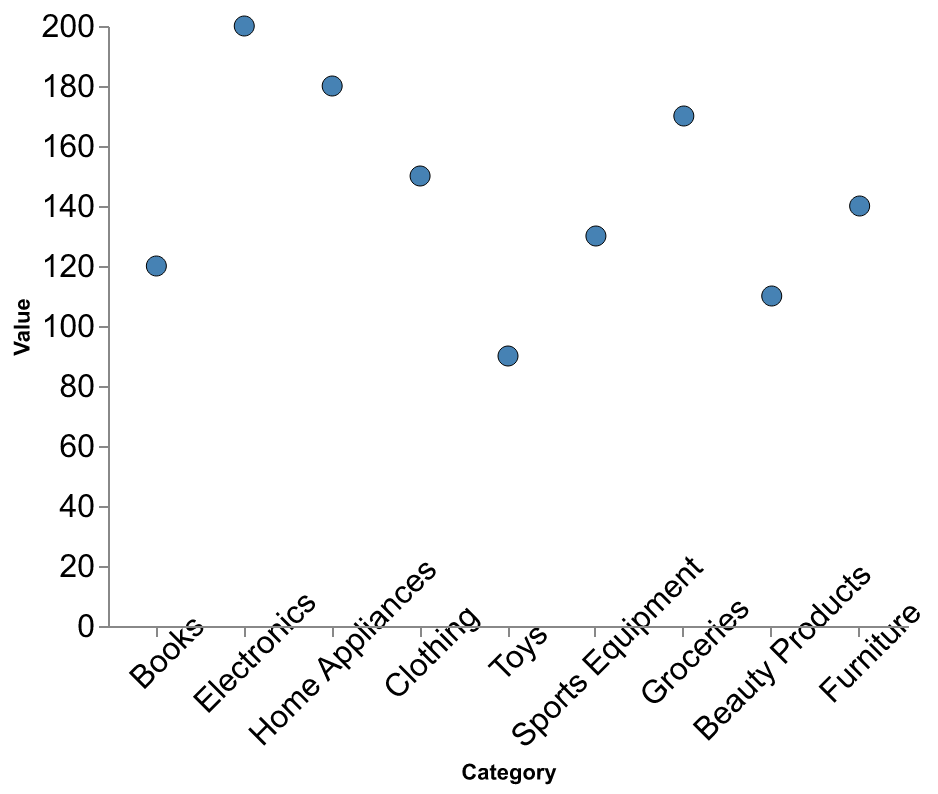 200
180
160
140
120
100
80
60
40
20
0
Value
Books
Electronics
Home Appliances
Clothing
Toys
Sports Equipment
Groceries
Beauty Products
Furniture
Category